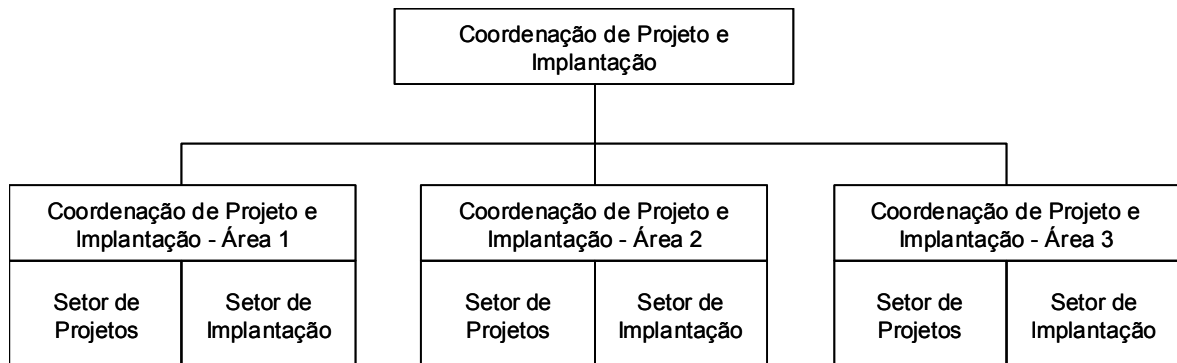 Coordenação de Projeto e
Implantação
Coordenação de Projeto e
Implantação - Área 1
Setor de
Projetos
Setor de
Implantação
Coordenação de Projeto e
Implantação - Área 2
Setor de
Projetos
Setor de
Implantação
Coordenação de Projeto e
Implantação - Área 3
Setor de
Projetos
Setor de
Implantação